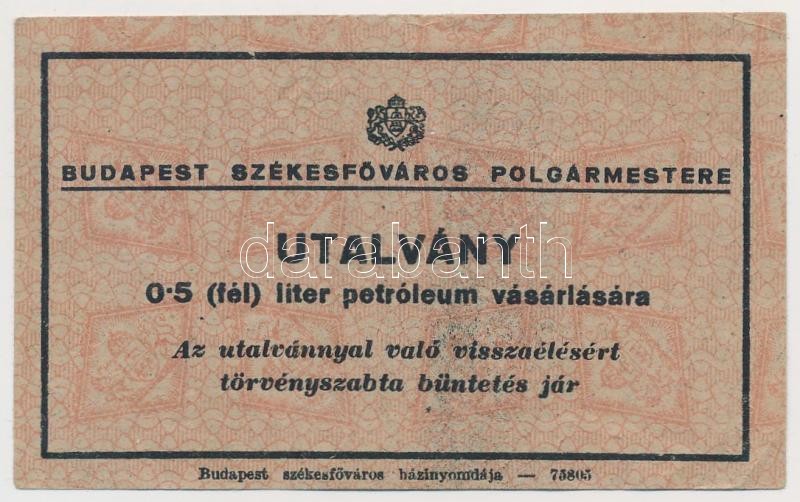 BUDAPEST SZÉKESFŐVÁROS POLGÁRMESTERE
UTALVÁNY
darabanth
0·5 (fél) liter petróleum vásárlására
Az utalvánnyal való visszaélésért
törvényszabta büntetés jár
Budapest székesfőváros házinyomdája — 75805